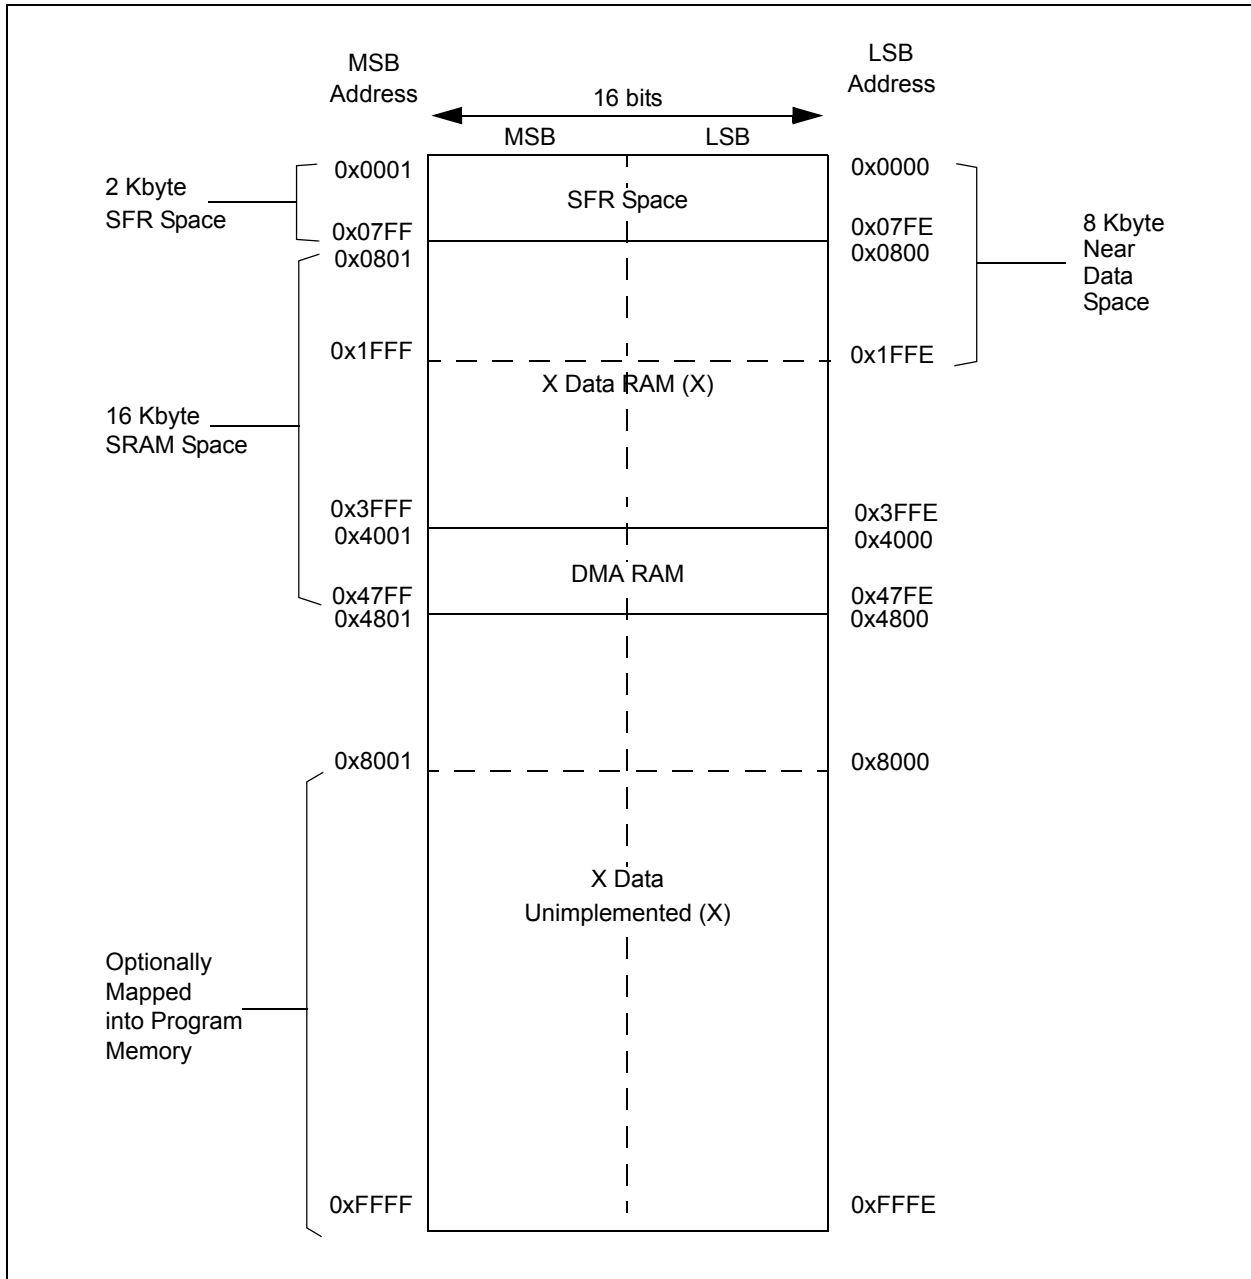 MSB
Address
LSB
Address
16 bits
MSB
LSB
0x0001
0x0000
2 Kbyte
SFR Space
SFR Space
0x07FF
0x07FE
0x0801
0x0800
8 Kbyte
Near
Data
Space
0x1FFF
0x1FFE
X Data RAM (X)
16 Kbyte
SRAM Space
0x3FFF
0x3FFE
0x4001
0x4000
DMA RAM
0x47FF
0x47FE
0x4801
0x4800
0x8001
0x8000
X Data
Unimplemented (X)
Optionally
Mapped
into Program
Memory
0xFFFF
0xFFFE